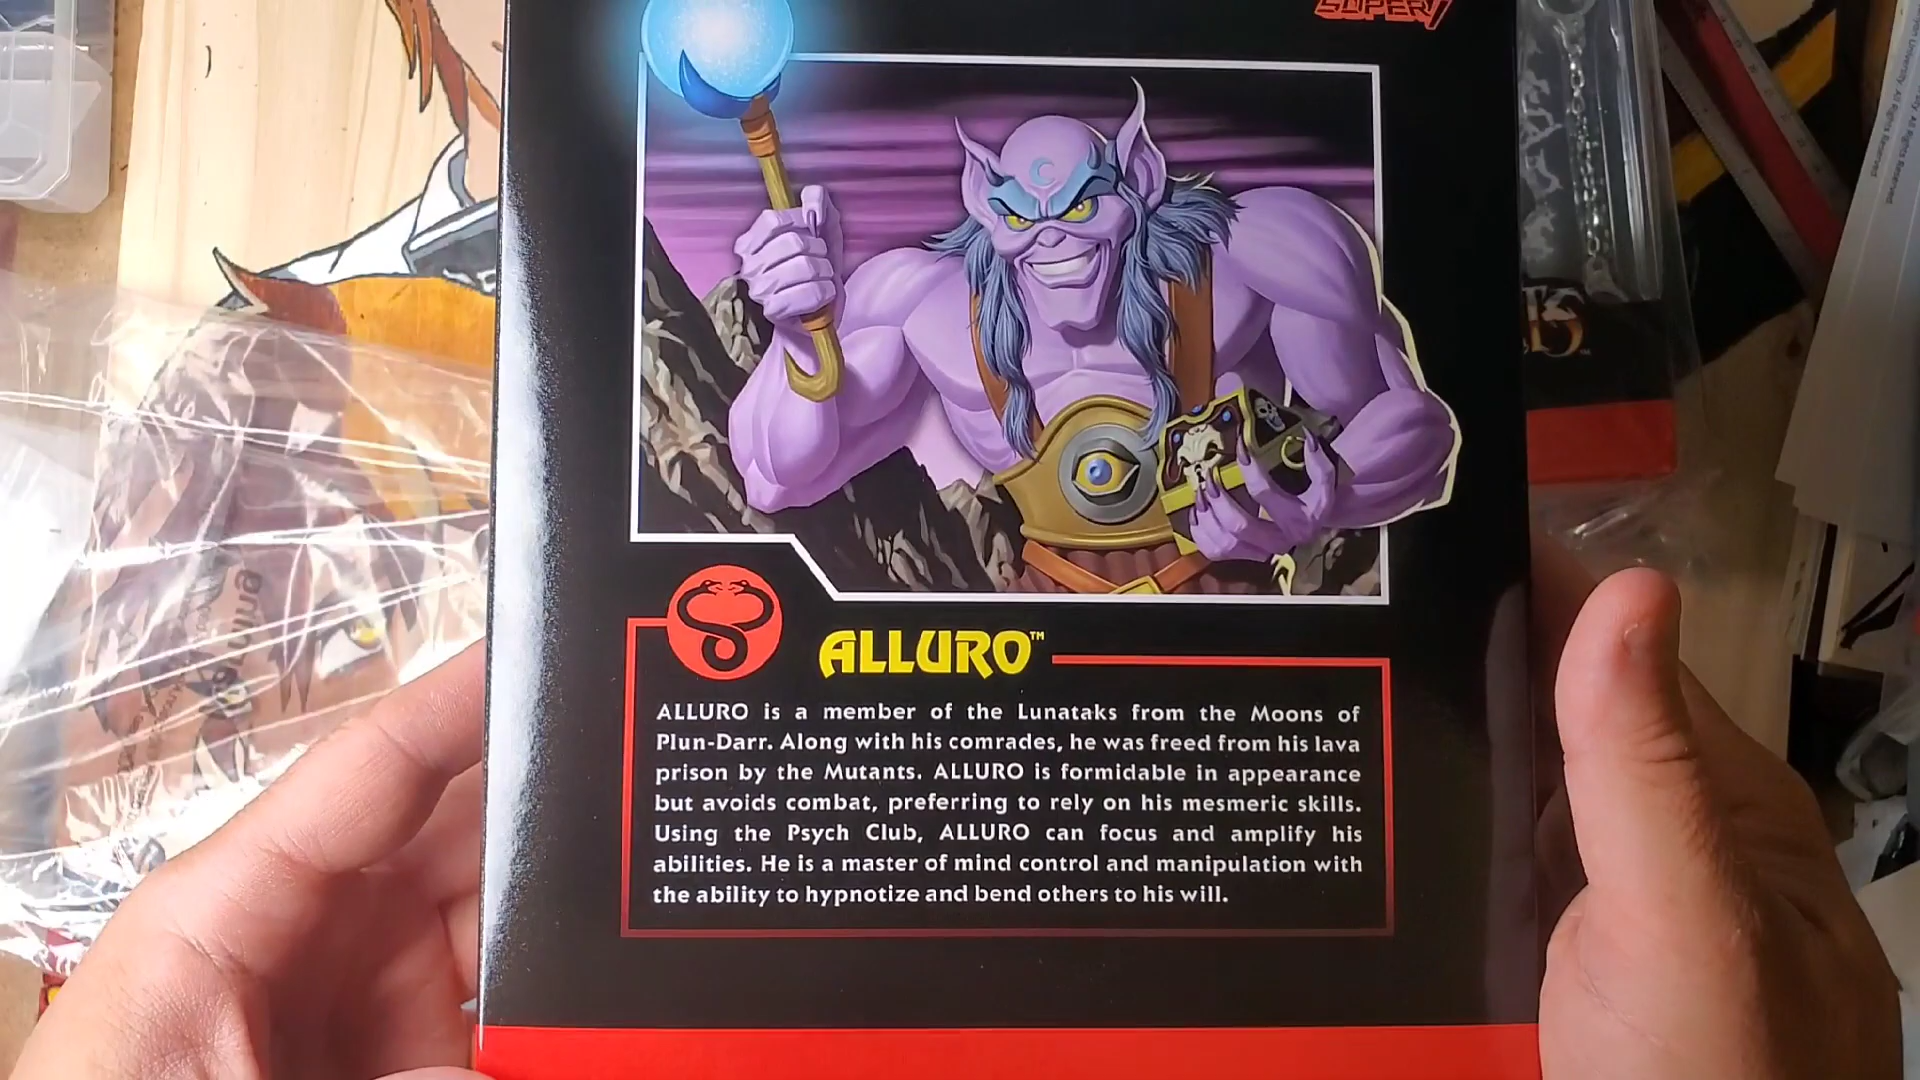 SUPER7
ALLURO™
ALLURO is a member of the Lunataks from the Moons of
Plun-Darr. Along with his comrades, he was freed from his lava
prison by the Mutants. ALLURO is formidable in appearance
but avoids combat, preferring to rely on his mesmeric skills.
Using the Psych Club, ALLURO can focus and amplify his
abilities. He is a master of mind control and manipulation with
the ability to hypnotize and bend others to his will.